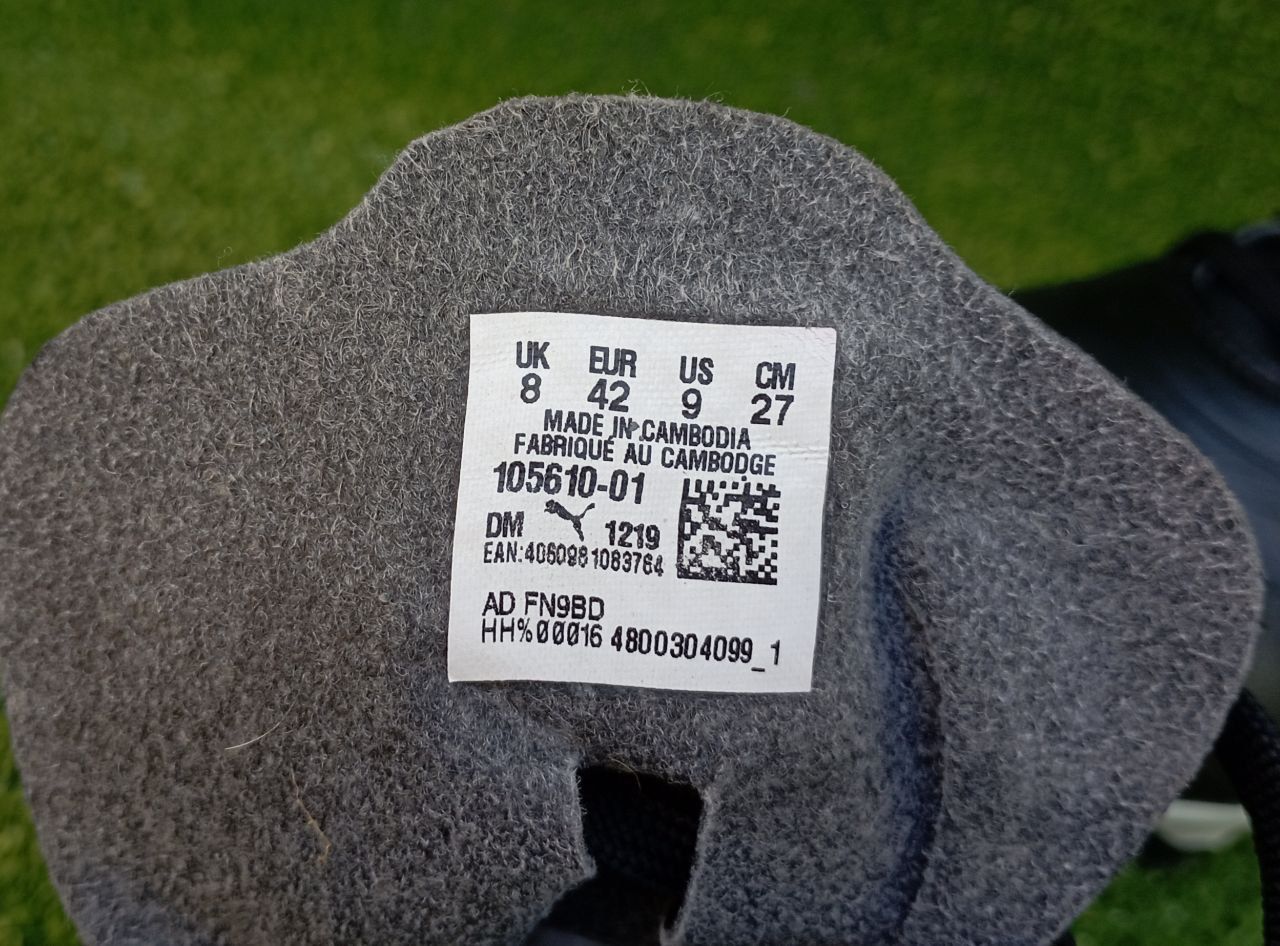 UK EUR US CM
8 42 9 27
MADE IN CAMBODIA
FABRIQUÉ AU CAMBODGE
105610-01
DM 1219
EAN:4060981083764
AD FN9BD
HH%00016 4800304099_1